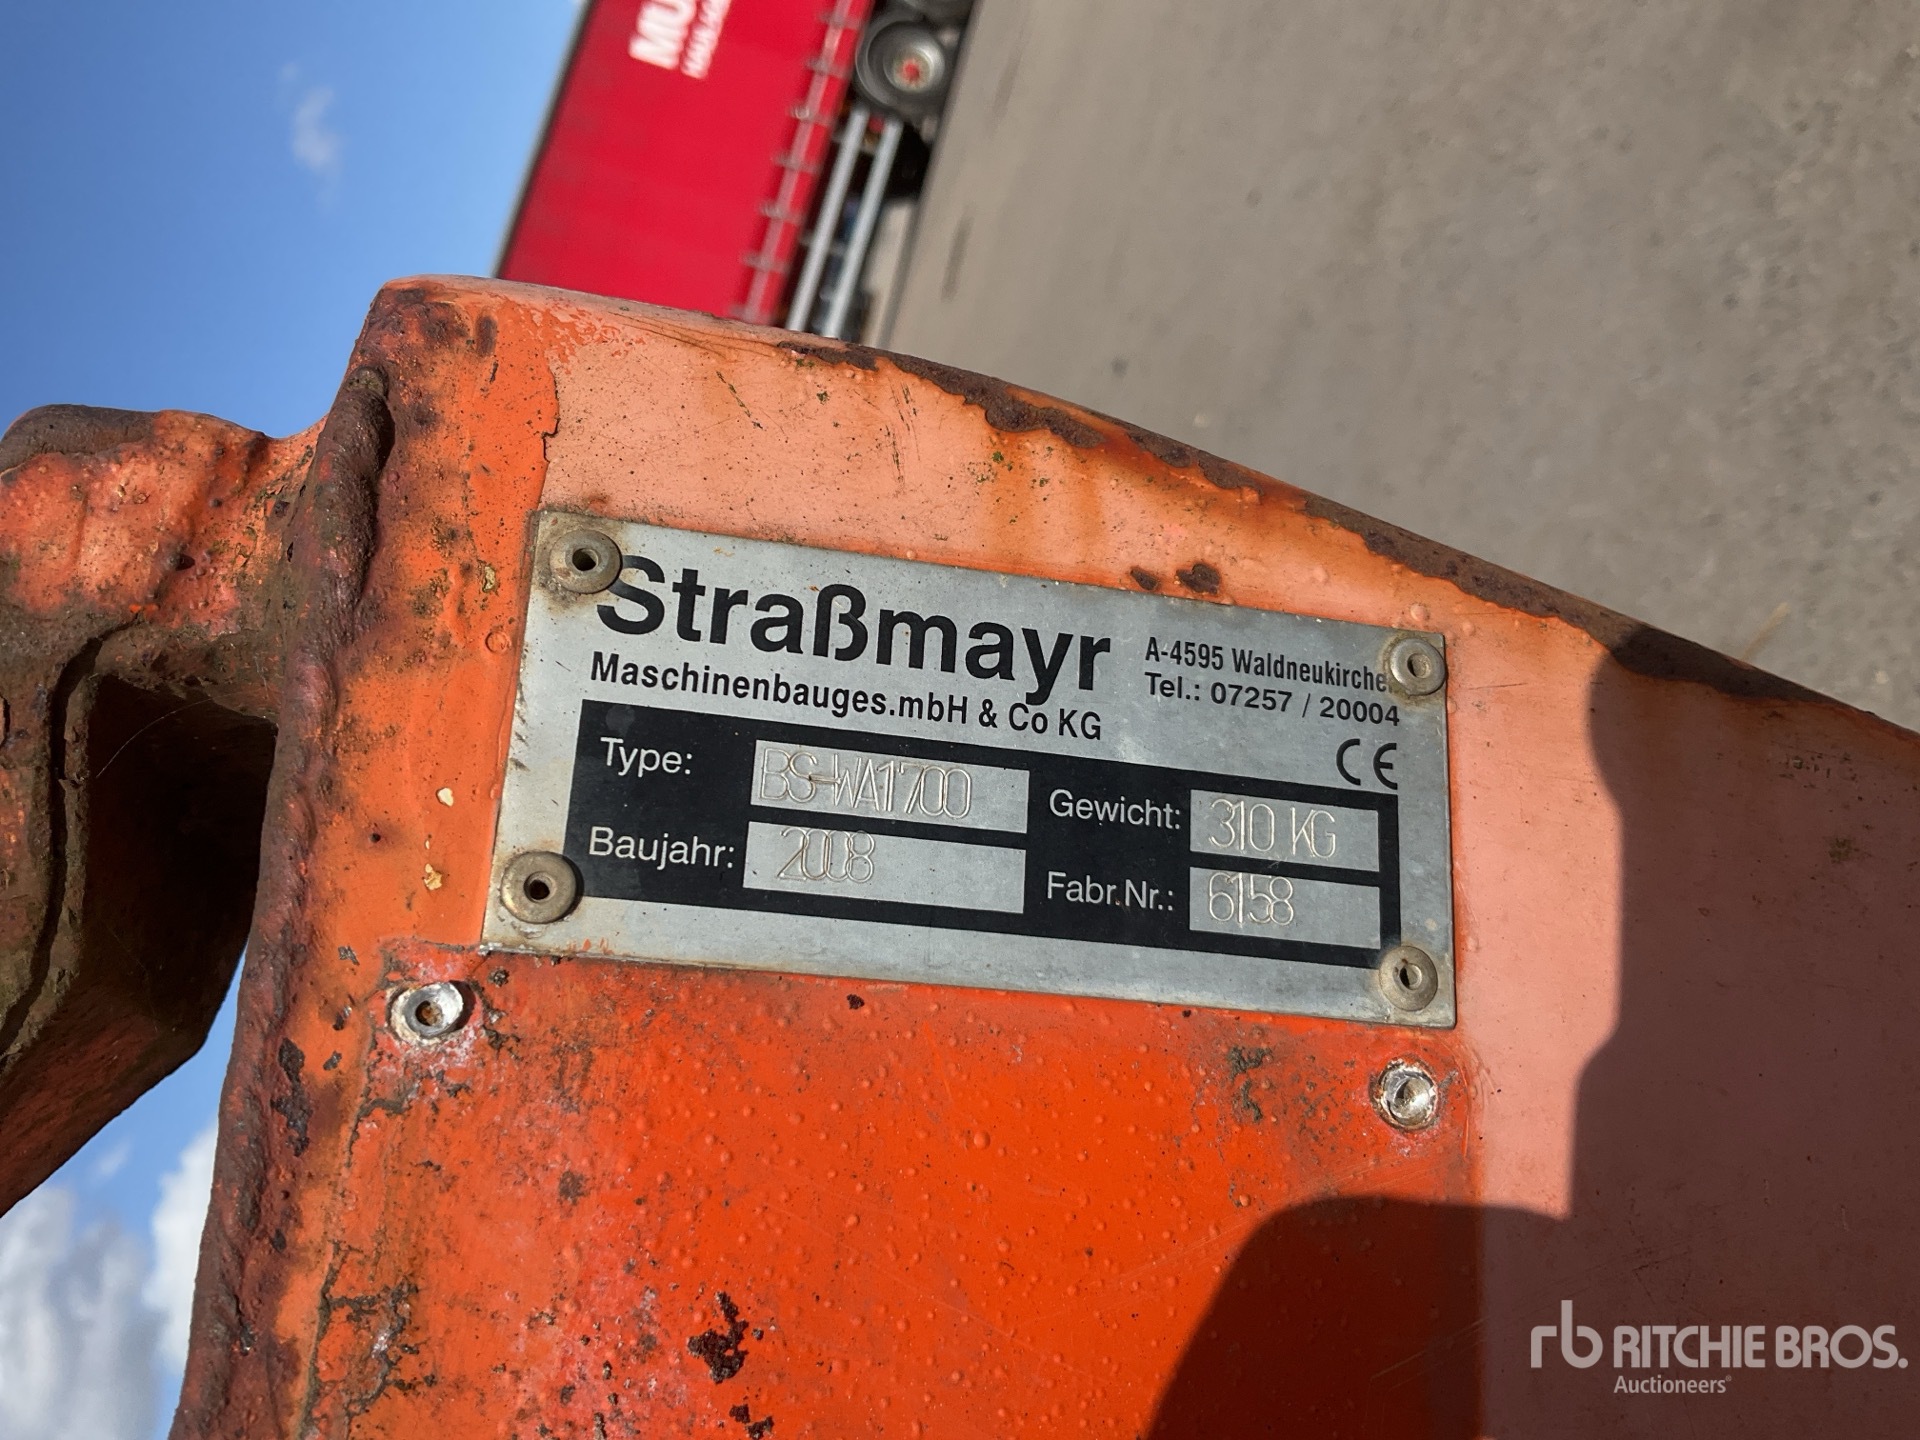 Straßmayr
Maschinenbauges.mbH & Co KG
A-4595 Waldneukirchen
Tel.: 07257 / 20004
CE
Type: BS-WA1700
Gewicht: 310 KG
Baujahr: 2008
Fabr.Nr.: 6158
rb RITCHIE BROS.
Auctioneers